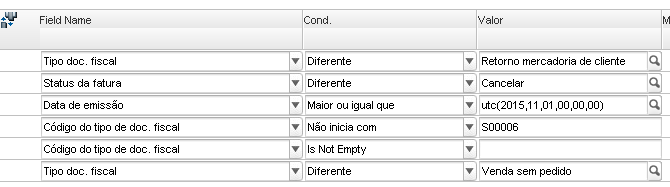 Field Name Cond. Valor M
Tipo doc. fiscal Diferente Retorno mercadoria de cliente
Status da fatura Diferente Cancelar
Data de emissão Maior ou igual que utc(2015,11,01,00,00,00)
Código do tipo de doc. fiscal Não inicia com S00006
Código do tipo de doc. fiscal Is Not Empty
Tipo doc. fiscal Diferente Venda sem pedido